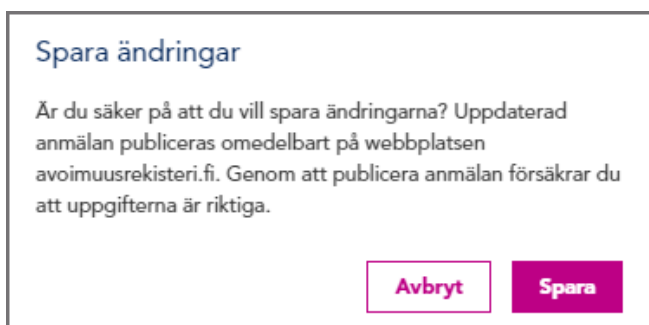 Spara ändringar
Är du säker på att du vill spara ändringarna? Uppdaterad
anmälan publiceras omedelbart på webbplatsen
avoimuusrekisteri.fi. Genom att publicera anmälan försäkrar du
att uppgifterna är riktiga.
Avbryt Spara